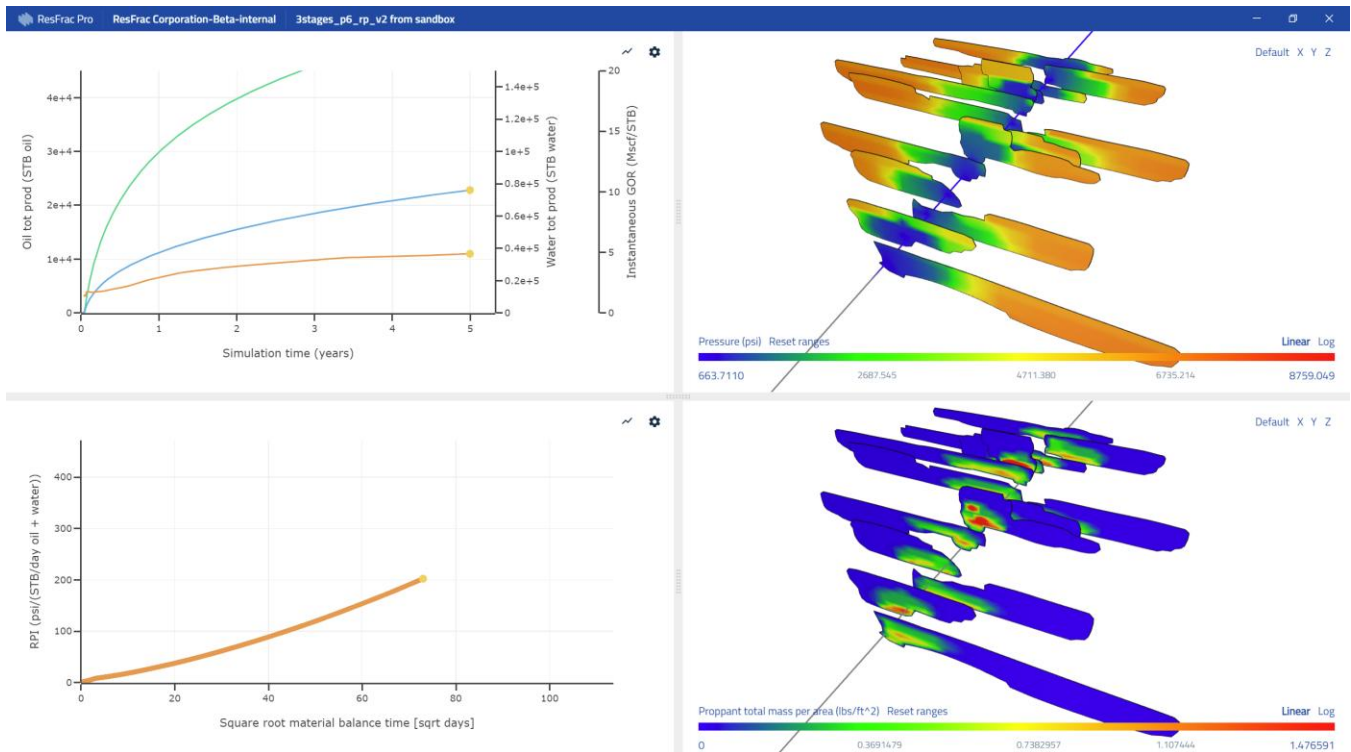 ResFrac Pro ResFrac Corporation-Beta-internal 3stages_p6_rp_v2 from sandbox
Oil tot prod (STB oil)
4e+4
3e+4
2e+4
1e+4
0
0 1 2 3 4 5
Simulation time (years)
1.4e+5
1.2e+5
1e+5
0.8e+5
0.6e+5
0.4e+5
0.2e+5
0
Water tot prod (STB water)
20
15
10
5
0
Instantaneous GOR (Mscf/STB)
Default X Y Z
Pressure (psi) Reset ranges Linear Log
663.7110 2687.545 4711.380 6735.214 8759.049
RPI (psi/(STB/day oil + water))
400
300
200
100
0
0 20 40 60 80 100
Square root material balance time [sqrt days]
Default X Y Z
Proppant total mass per area (lbs/ft^2) Reset ranges Linear Log
0 0.3691479 0.7382957 1.107444 1.476591